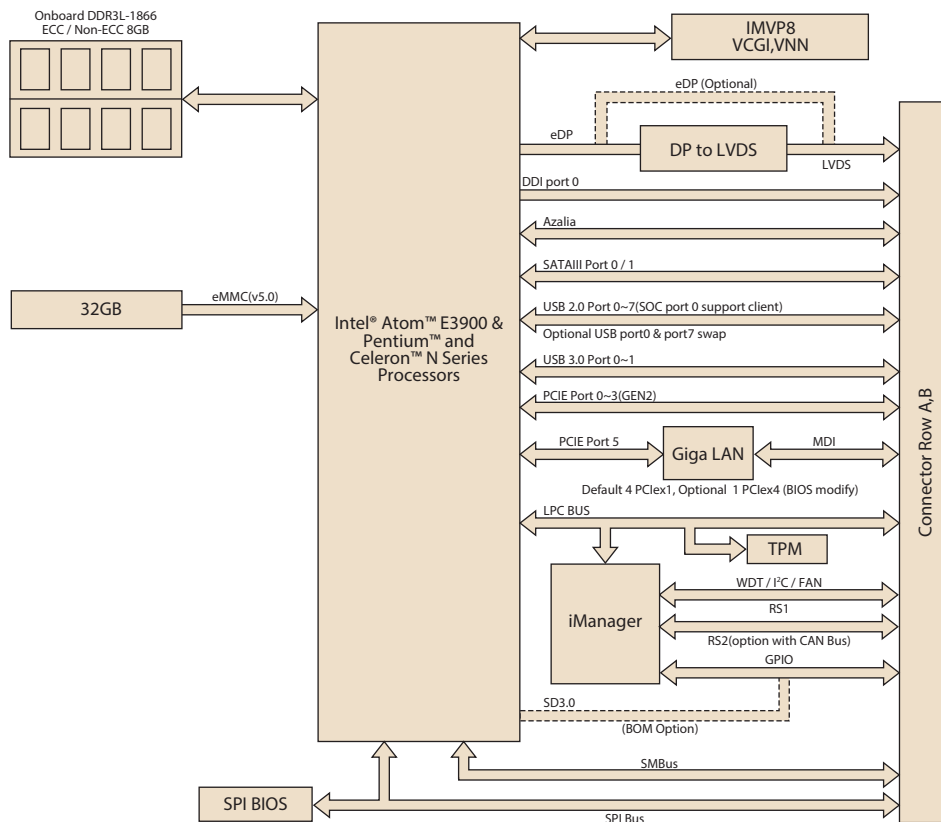 Onboard DDR3L-1866
ECC / Non-ECC 8GB
IMVP8
VCGI,VNN
eDP (Optional)
eDP
DP to LVDS
LVDS
DDI port 0
Azalia
SATAIII Port 0 / 1
32GB
eMMC(v5.0)
USB 2.0 Port 0~7(SOC port 0 support client)
Optional USB port0 & port7 swap
Intel® Atom™ E3900 &
Pentium™ and
Celeron™ N Series
Processors
USB 3.0 Port 0~1
PCIE Port 0~3(GEN2)
PCIE Port 5
Giga LAN
MDI
Default 4 PCIex1, Optional 1 PCIex4 (BIOS modify)
LPC BUS
TPM
iManager
WDT / I²C / FAN
RS1
RS2(option with CAN Bus)
GPIO
SD3.0
(BOM Option)
SMBus
SPI BIOS
SPI Bus
Connector Row A,B